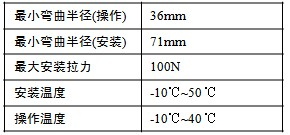 最小弯曲半径(操作) 36mm
最小弯曲半径(安装) 71mm
最大安装拉力 100N
安装温度 -10℃~50℃
操作温度 -10℃~40℃